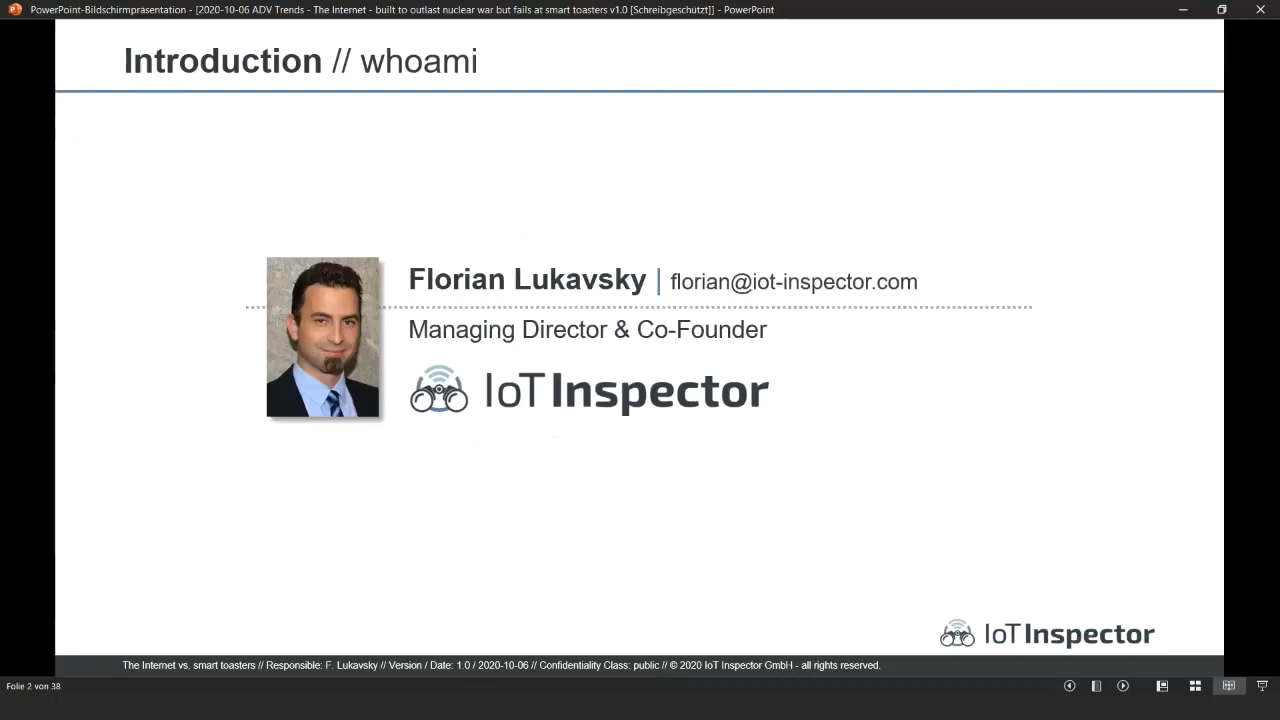 PowerPoint-Bildschirmpräsentation - [2020-10-06 ADV Trends - The Internet - built to outlast nuclear war but fails at smart toasters v1.0 [Schreibgeschützt]] - PowerPoint
Introduction // whoami
Florian Lukavsky | florian@iot-inspector.com
Managing Director & Co-Founder
IoT Inspector
IoT Inspector
The Internet vs. smart toasters // Responsible: F. Lukavsky // Version / Date: 1.0 / 2020-10-06 // Confidentiality Class: public // © 2020 IoT Inspector GmbH - all rights reserved.
Folie 2 von 38